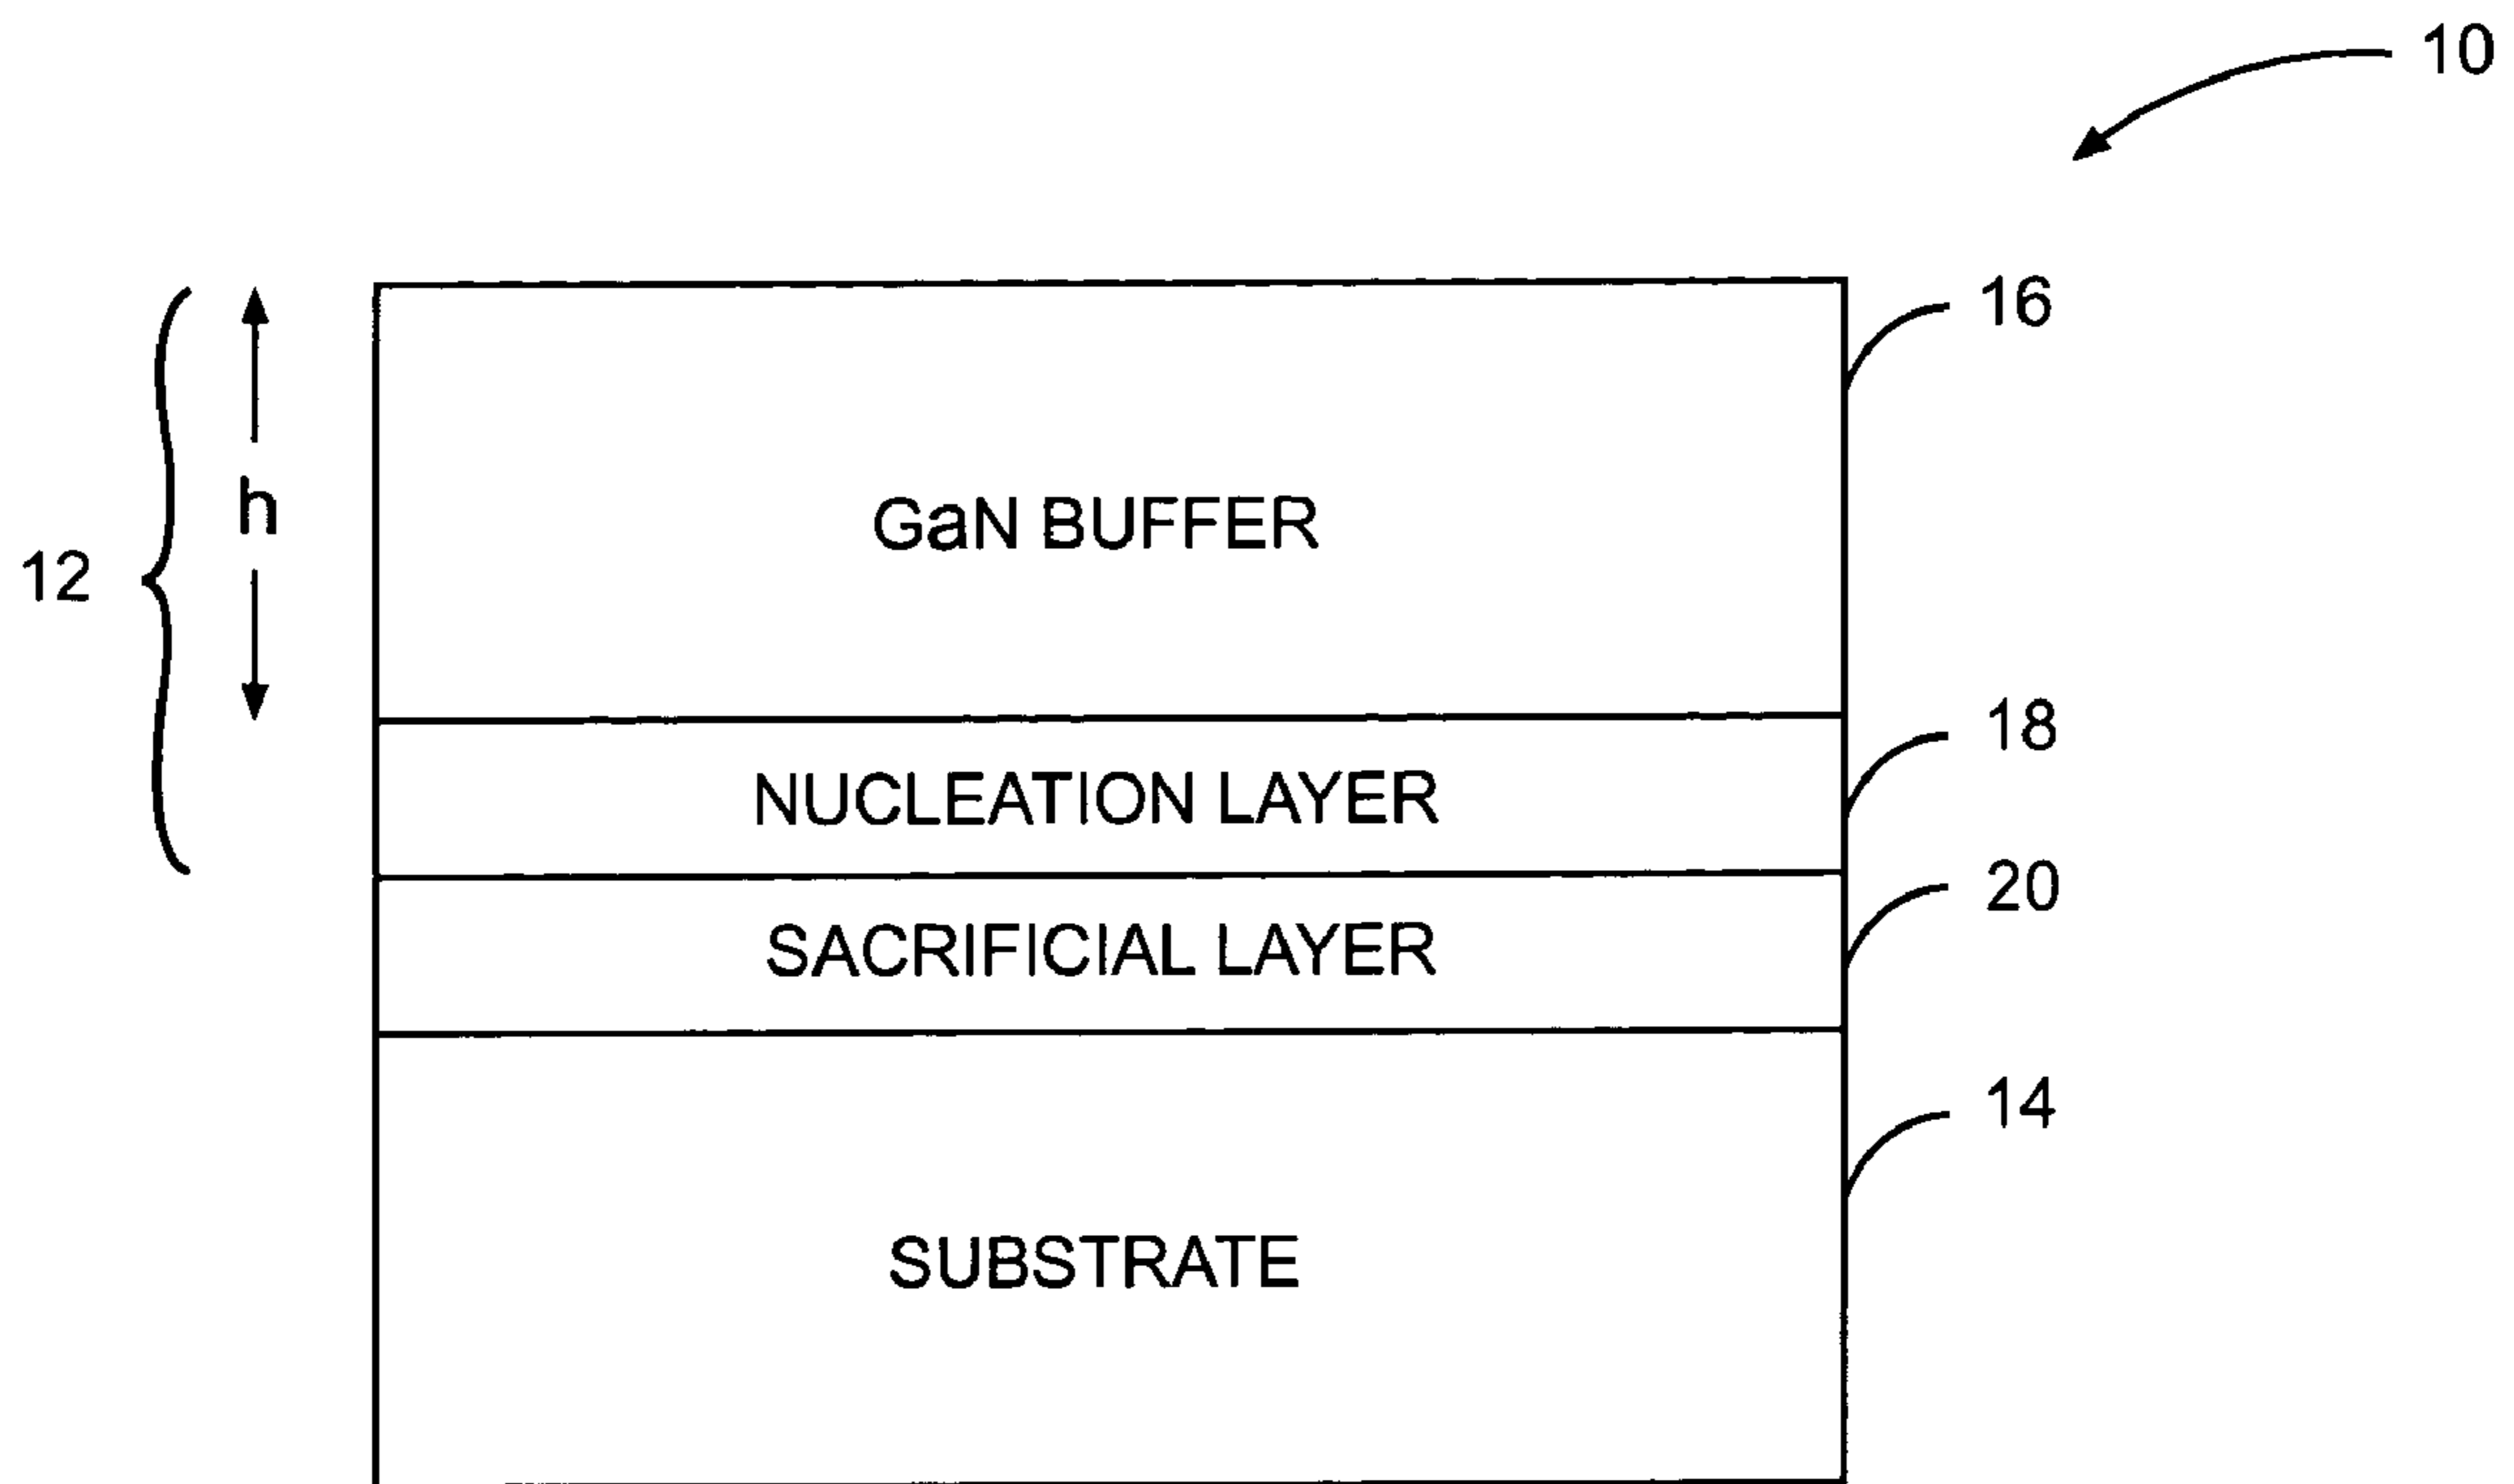 10
16
GaN BUFFER
h
12
18
NUCLEATION LAYER
20
SACRIFICIAL LAYER
14
SUBSTRATE